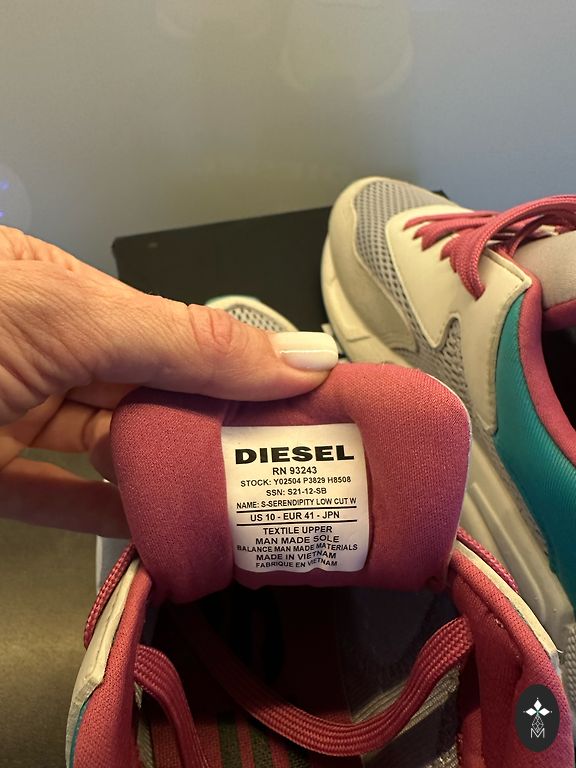 DIESEL
RN 93243
STOCK: Y02504 P3829 H8508
SSN: S21-12-SB
NAME: S-SERENDIPITY LOW CUT W
US 10 - EUR 41 - JPN
TEXTILE UPPER
MAN MADE SOLE
BALANCE MAN MADE MATERIALS
MADE IN VIETNAM
FABRIQUE EN VIETNAM
M